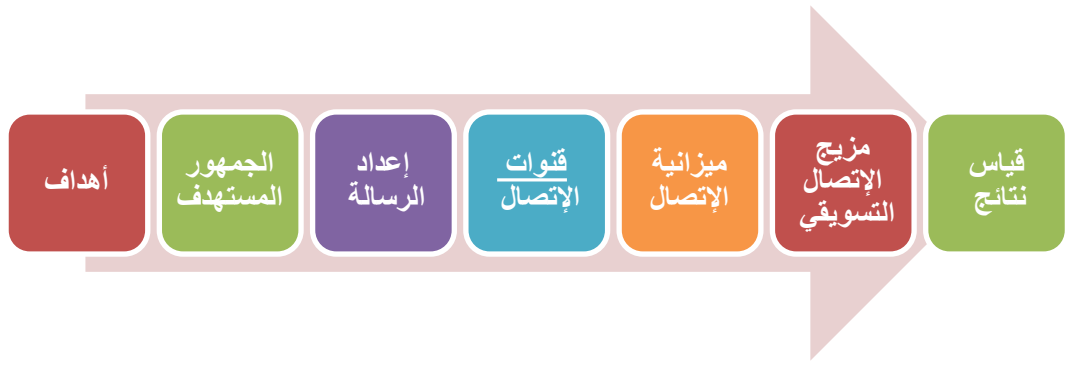 أهداف
الجمهور
المستهدف
إعداد
الرسالة
قنوات
الإتصال
ميزانية
الإتصال
مزيج
الإتصال
التسويقي
قياس
نتائج